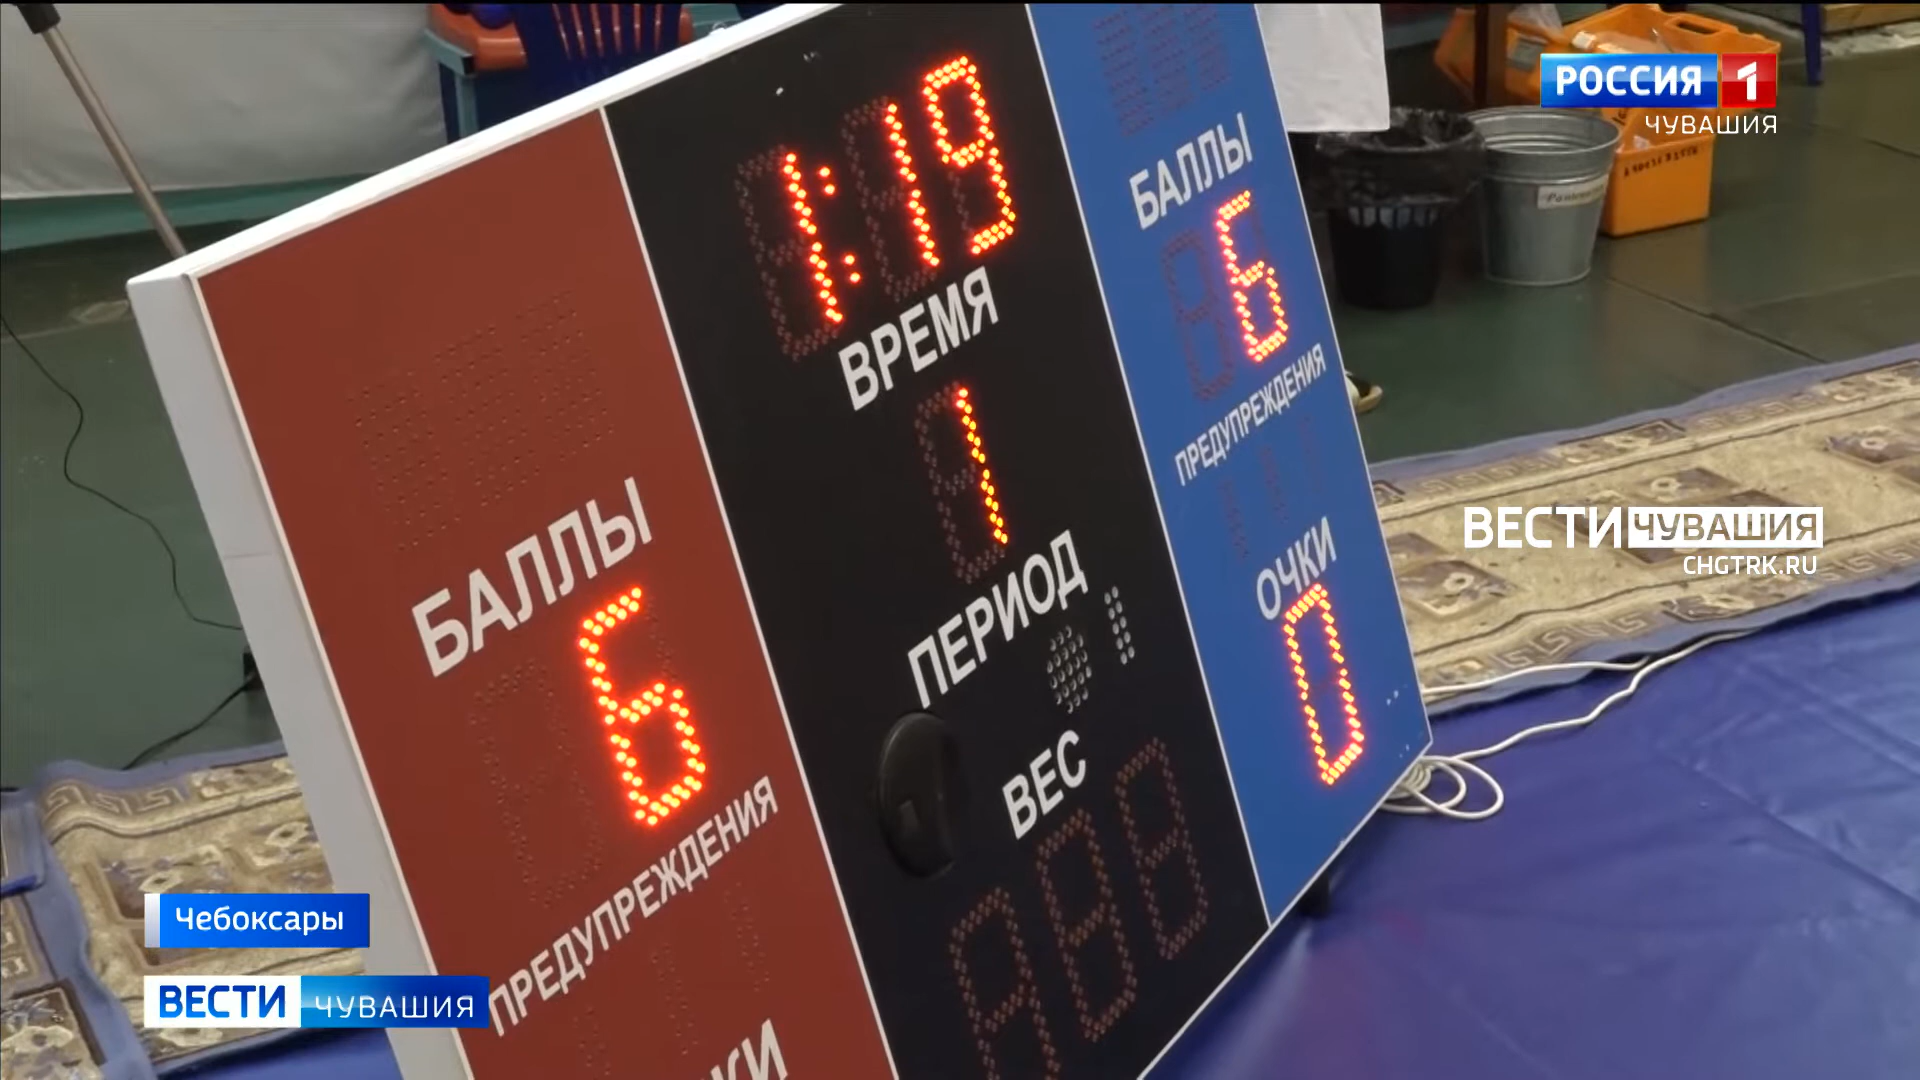 РОССИЯ 1
ЧУВАШИЯ
1:19
ВРЕМЯ
1
ПЕРИОД
ВЕС
БАЛЛЫ
6
ПРЕДУПРЕЖДЕНИЯ
БАЛЛЫ
6
ПРЕДУПРЕЖДЕНИЯ
ОЧКИ
0
ВЕСТИ ЧУВАШИЯ
CHGTRK.RU
Чебоксары
ВЕСТИ ЧУВАШИЯ